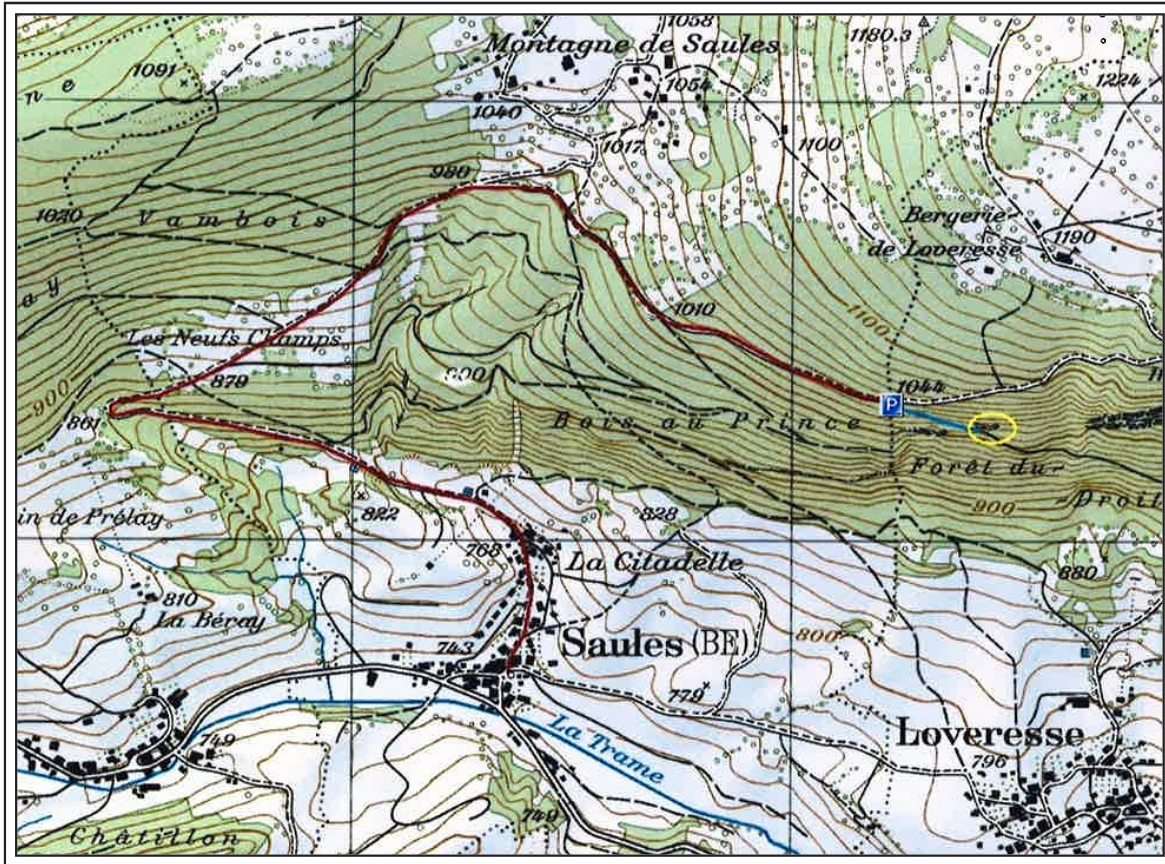 1058
1091
Montagne de Saules
1180.3
1224
1054
n e
1040
1017
1100
980
1020
Vambois
Bergerie
de Loveresse
1190
ay
1010
1100
Les Neufs Champs
879
900
900
1044
P
861
Bois au Prince
Forêt du
Droit
900
in de Prélay
822
828
768
La Citadelle
880
810
La Béray
800
743
Saules (BE)
779
749
La Trame
Loveresse
796
749
Châtillon